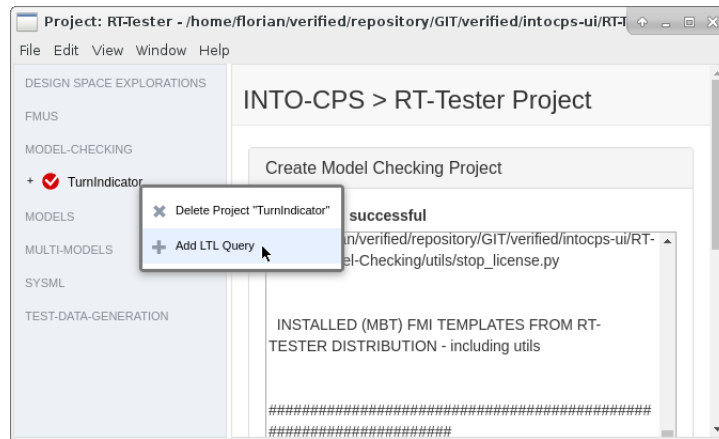 Project: RT-Tester - /home/florian/verified/repository/GIT/verified/intocps-ui/RT-T
File Edit View Window Help
DESIGN SPACE EXPLORATIONS
FMUS
MODEL-CHECKING
+ TurnIndicator
MODELS
MULTI-MODELS
SYSML
TEST-DATA-GENERATION
Delete Project "TurnIndicator"
Add LTL Query
INTO-CPS > RT-Tester Project
Create Model Checking Project
successful
an/verified/repository/GIT/verified/intocps-ui/RT-
el-Checking/utils/stop_license.py
INSTALLED (MBT) FMI TEMPLATES FROM RT-
TESTER DISTRIBUTION - including utils
##############################################
######################